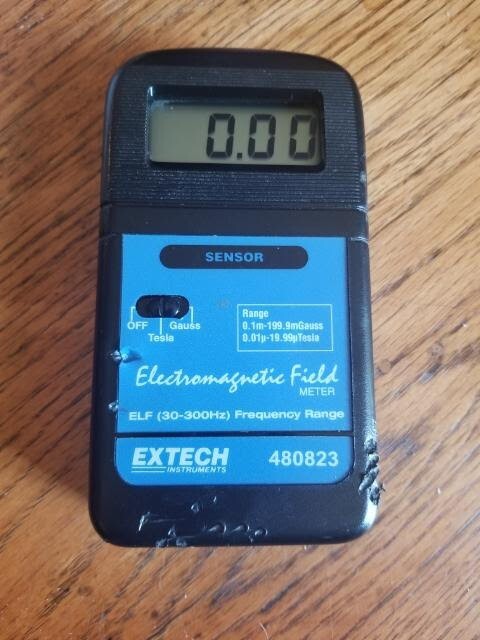 0.00
SENSOR
OFF Gauss
Tesla
Range
0.1m-199.9mGauss
0.01µ-19.99µTesla
Electromagnetic Field
METER
ELF (30-300Hz) Frequency Range
EXTECH 480823
INSTRUMENTS